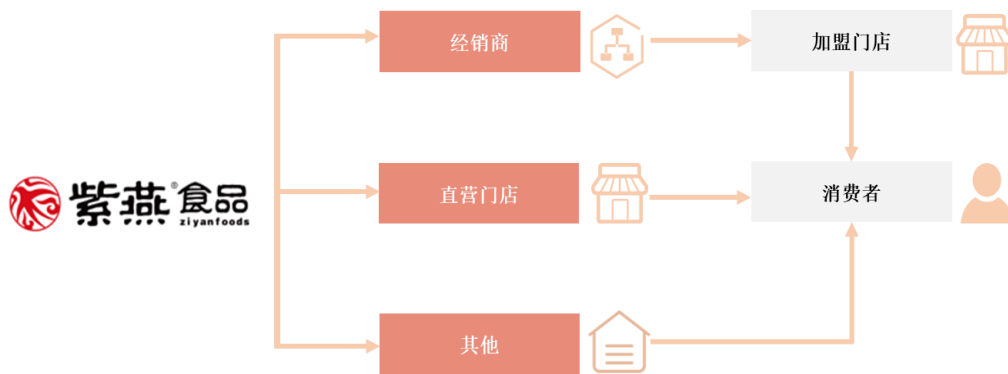 经销商
加盟门店
紫燕®食品
ziyanfoods
直营门店
消费者
其他